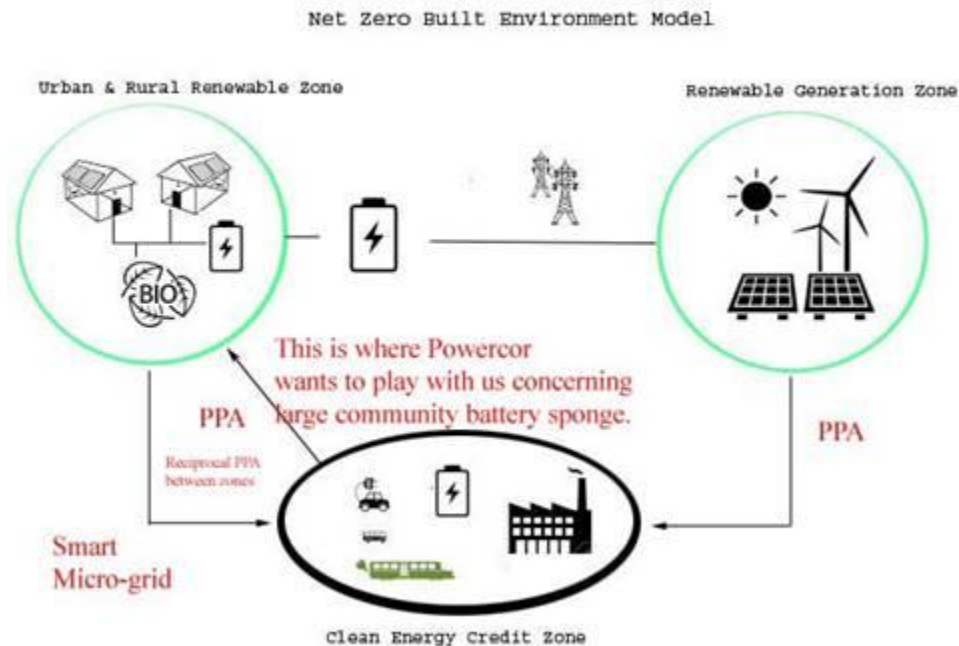 Net Zero Built Environment Model
Urban & Rural Renewable Zone
Renewable Generation Zone
BIO
This is where Powercor
wants to play with us concerning
large community battery sponge.
PPA
Reciprocal PPA
between zones
PPA
Smart
Micro-grid
Clean Energy Credit Zone